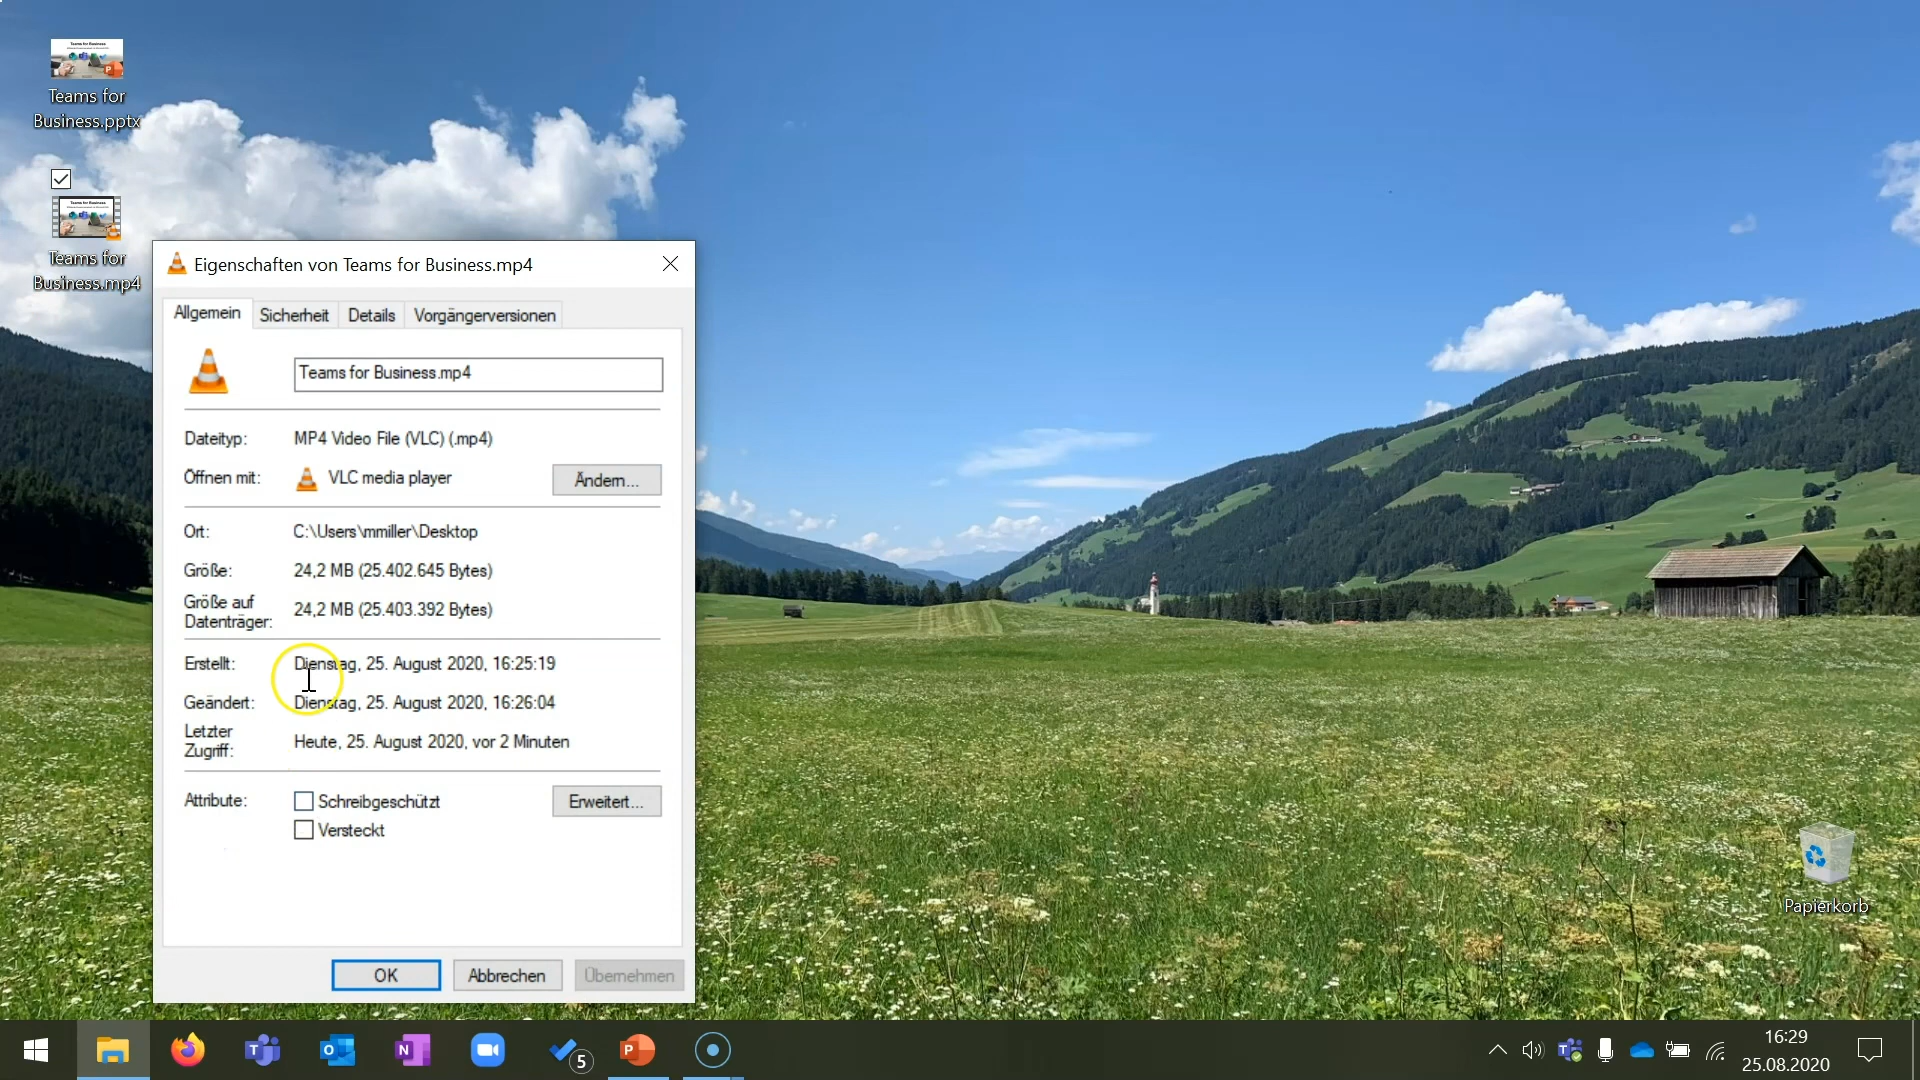 Teams for
Business.pptx
Teams for
Business.mp4
Eigenschaften von Teams for Business.mp4
Allgemein
Sicherheit
Details
Vorgängerversionen
Teams for Business.mp4
Dateityp:
MP4 Video File (VLC) (.mp4)
Öffnen mit:
VLC media player
Ändern...
Ort:
C:\Users\mmiller\Desktop
Größe:
24,2 MB (25.402.645 Bytes)
Größe auf
Datenträger:
24,2 MB (25.403.392 Bytes)
Erstellt:
Dienstag, 25. August 2020, 16:25:19
Geändert:
Dienstag, 25. August 2020, 16:26:04
Letzter
Zugriff:
Heute, 25. August 2020, vor 2 Minuten
Attribute:
Schreibgeschützt
Erweitert...
Versteckt
OK
Abbrechen
Übernehmen
Papierkorb
5
16:29
25.08.2020